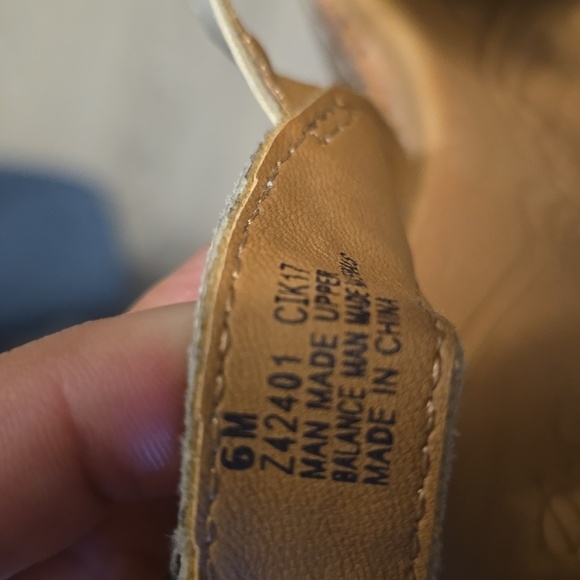 6M
Z42401 CIK17
MAN MADE UPPER
BALANCE MAN MADE
MADE IN CHINA